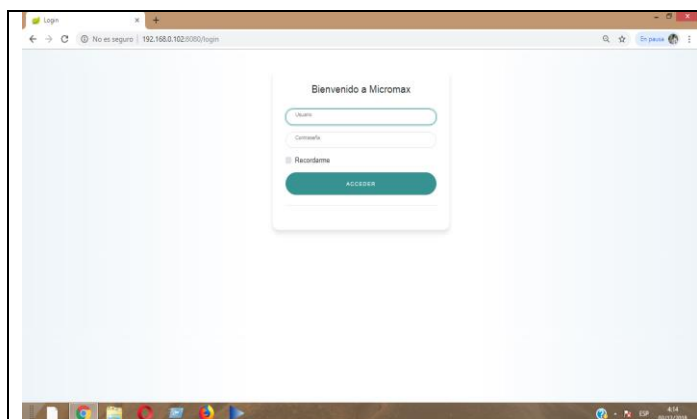 Login
No es seguro | 192.168.0.102:8080/login
En pausa
Bienvenido a Micromax
Usuario
Contraseña
Recordarme
ACCEDER
ESP
4:14